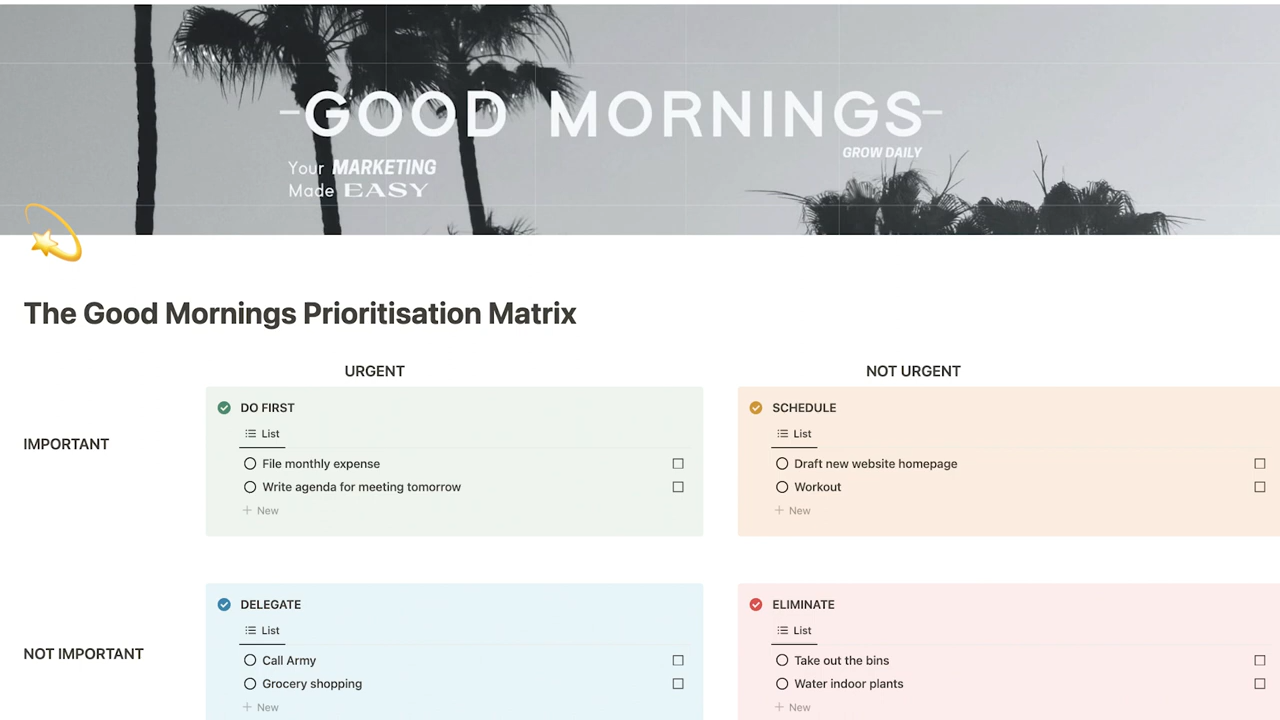 GOOD MORNINGS
GROW DAILY
Your MARKETING
Made EASY
The Good Mornings Prioritisation Matrix
URGENT
NOT URGENT
IMPORTANT
DO FIRST
List
File monthly expense
Write agenda for meeting tomorrow
+ New
SCHEDULE
List
Draft new website homepage
Workout
+ New
NOT IMPORTANT
DELEGATE
List
Call Army
Grocery shopping
+ New
ELIMINATE
List
Take out the bins
Water indoor plants
+ New